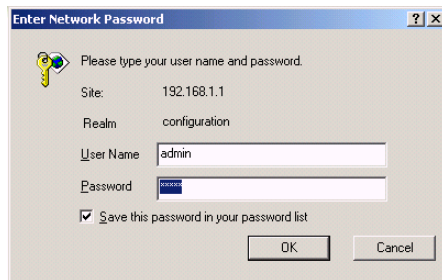 Enter Network Password
Please type your user name and password.
Site: 192.168.1.1
Realm configuration
User Name admin
Password xxxxx
Save this password in your password list
OK Cancel